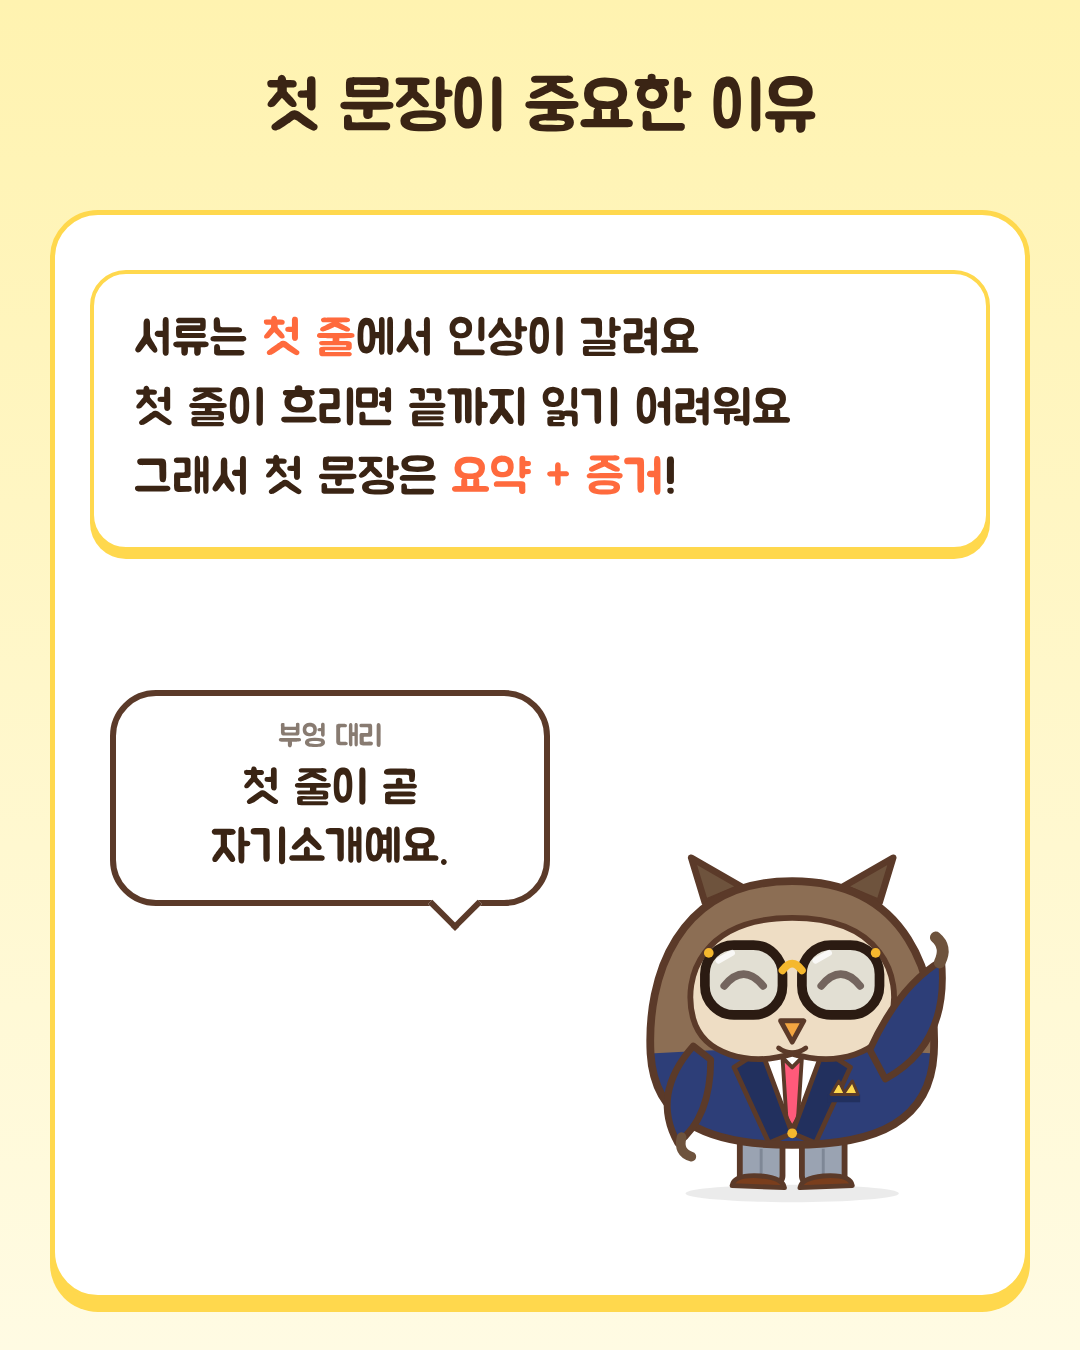 첫 문장이 중요한 이유
서류는 첫 줄에서 인상이 갈려요
첫 줄이 흐리면 끝까지 읽기 어려워요
그래서 첫 문장은 요약 + 증거!
부엉 대리
첫 줄이 곧
자기소개예요.